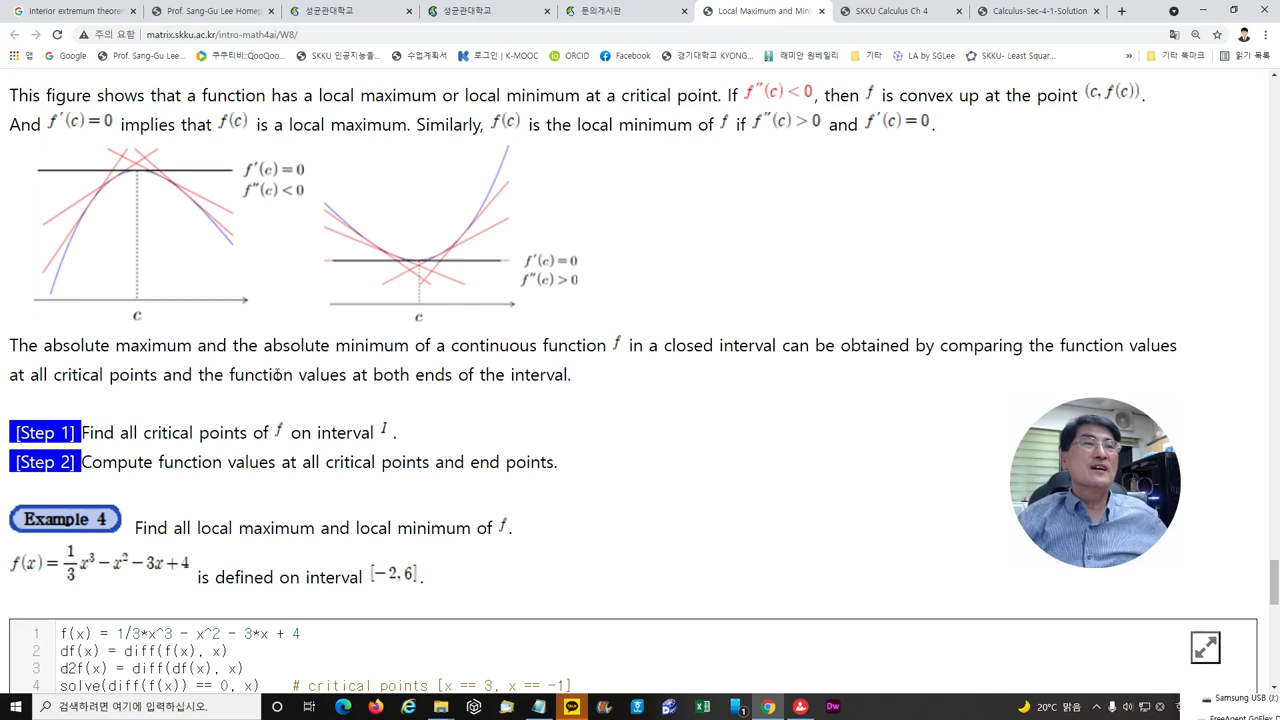 interior extremum theorem
Prof. Sang-Gu Lee Home
성균관대학교
성균관대학교
문의게시판
Local Maximum and Min
SKKU Calculus Ch 4
Calculus-Sec-4-1-Solution
주의 요함 | matrix.skku.ac.kr/intro-math4ai/W8/
앱 Google Prof. Sang-Gu Lee... 쿠쿠티비::QooQoo... SKKU 인공지능을... 수업계획서 로그인 | K-MOOC ORCID Facebook 경기대학교 KYONG... 래미안 원베일리 기타 LA by SGLee SKKU- Least Squar... » 기타 북마크 읽기 목록
This figure shows that a function has a local maximum or local minimum at a critical point. If f″(c)<0, then f is convex up at the point (c, f(c)).
And f′(c)=0 implies that f(c) is a local maximum. Similarly, f(c) is the local minimum of f if f″(c)>0 and f′(c)=0.
f′(c)=0
f″(c)<0
c
f′(c)=0
f″(c)>0
c
The absolute maximum and the absolute minimum of a continuous function f in a closed interval can be obtained by comparing the function values
at all critical points and the function values at both ends of the interval.
[Step 1] Find all critical points of f on interval I.
[Step 2] Compute function values at all critical points and end points.
Example 4 Find all local maximum and local minimum of f.
f(x)=1/3x³−x²−3x+4 is defined on interval [−2,6].
1 f(x) = 1/3*x^3 - x^2 - 3*x + 4
2 df(x) = diff(f(x), x)
3 d2f(x) = diff(df(x), x)
4 solve(diff(f(x)) == 0, x) # critical points [x == 3, x == -1]
검색하려면 여기에 입력하십시오.
20°C 맑음
Samsung USB (J:)